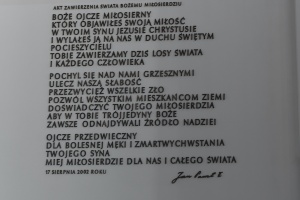 AKT ZAWIERZENIA ŚWIATA BOŻEMU MIŁOSIERDZIU
BOŻE OJCZE MIŁOSIERNY
KTÓRY OBJAWIŁEŚ SWOJĄ MIŁOŚĆ
W TWOIM SYNU JEZUSIE CHRYSTUSIE
I WYLAŁEŚ JĄ NA NAS W DUCHU ŚWIĘTYM
POCIESZYCIELU
TOBIE ZAWIERZAMY DZIŚ LOSY ŚWIATA
I KAŻDEGO CZŁOWIEKA
POCHYL SIĘ NAD NAMI GRZESZNYMI
ULECZ NASZĄ SŁABOŚĆ
PRZEZWYCIĘŻ WSZELKIE ZŁO
POZWÓL WSZYSTKIM MIESZKAŃCOM ZIEMI
DOŚWIADCZYĆ TWOJEGO MIŁOSIERDZIA
ABY W TOBIE TRÓJJEDYNY BOŻE
ZAWSZE ODNAJDYWALI ŹRÓDŁO NADZIEI
OJCZE PRZEDWIECZNY
DLA BOLESNEJ MĘKI I ZMARTWYCHWSTANIA
TWOJEGO SYNA
MIEJ MIŁOSIERDZIE DLA NAS I CAŁEGO ŚWIATA
17 SIERPNIA 2002 ROKU
Joannes Paulus II